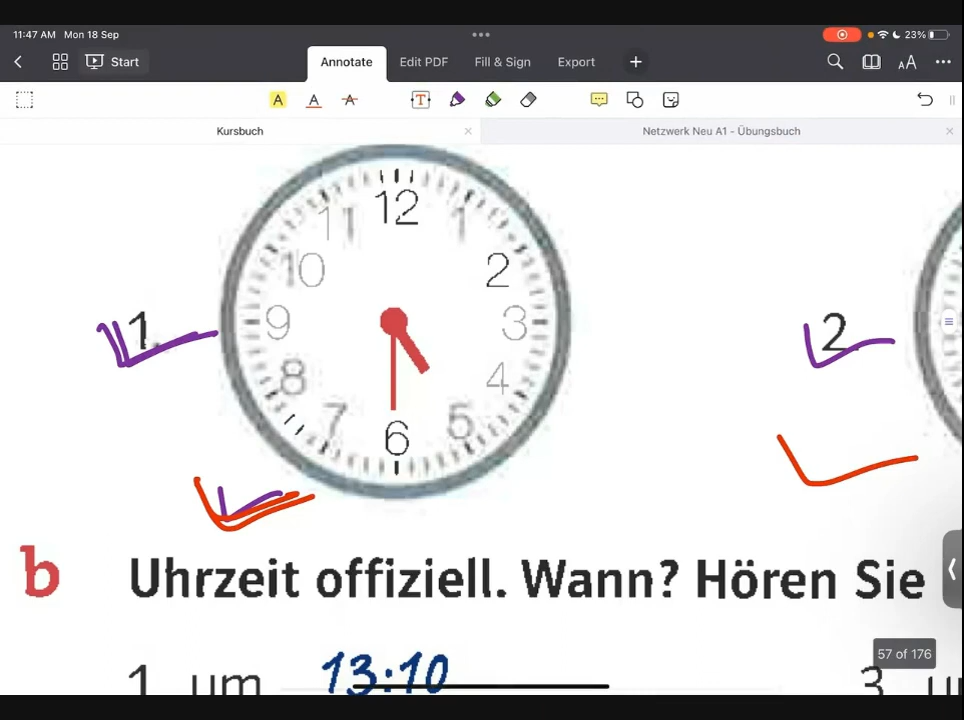 11:47 AM Mon 18 Sep
23%
Start
Annotate
Edit PDF
Fill & Sign
Export
AA
A A A T
Kursbuch
Netzwerk Neu A1 - Übungsbuch
12
11 1
10 2
9 3
8 4
7 5
6
1.
2
b Uhrzeit offiziell. Wann? Hören Sie
57 of 176
1 um 13:10
3